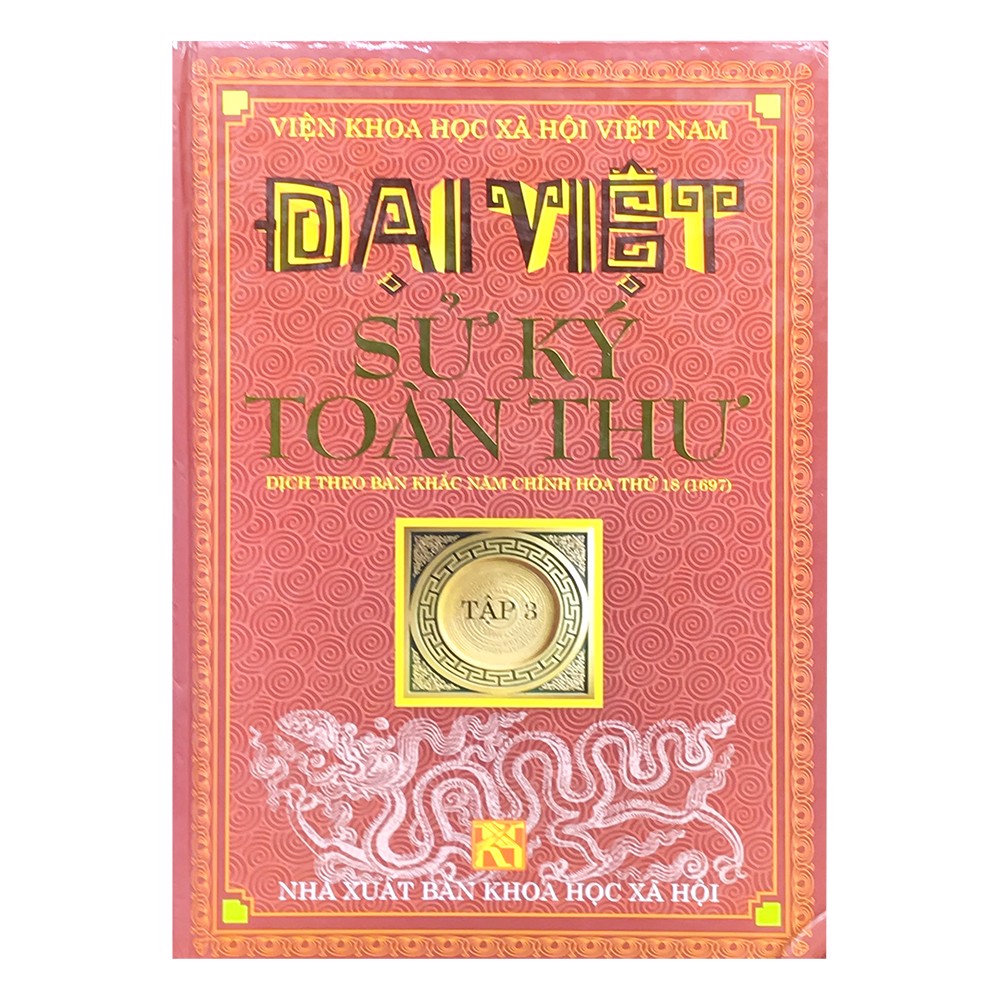 VIỆN KHOA HỌC XÃ HỘI VIỆT NAM
ĐẠI VIỆT
SỬ KÝ
TOÀN THƯ
DỊCH THEO BẢN KHẮC NĂM CHÍNH HÒA THỨ 18 (1697)
TẬP 3
NHÀ XUẤT BẢN KHOA HỌC XÃ HỘI